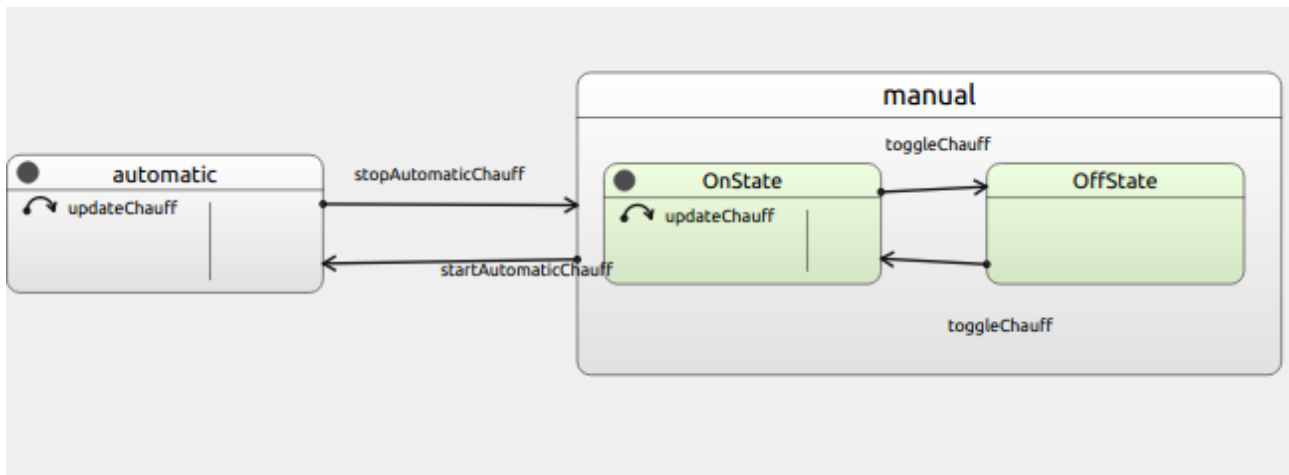 manual
toggleChauff
automatic
stopAutomaticChauff
OnState
OffState
updateChauff
updateChauff
startAutomaticChauff
toggleChauff